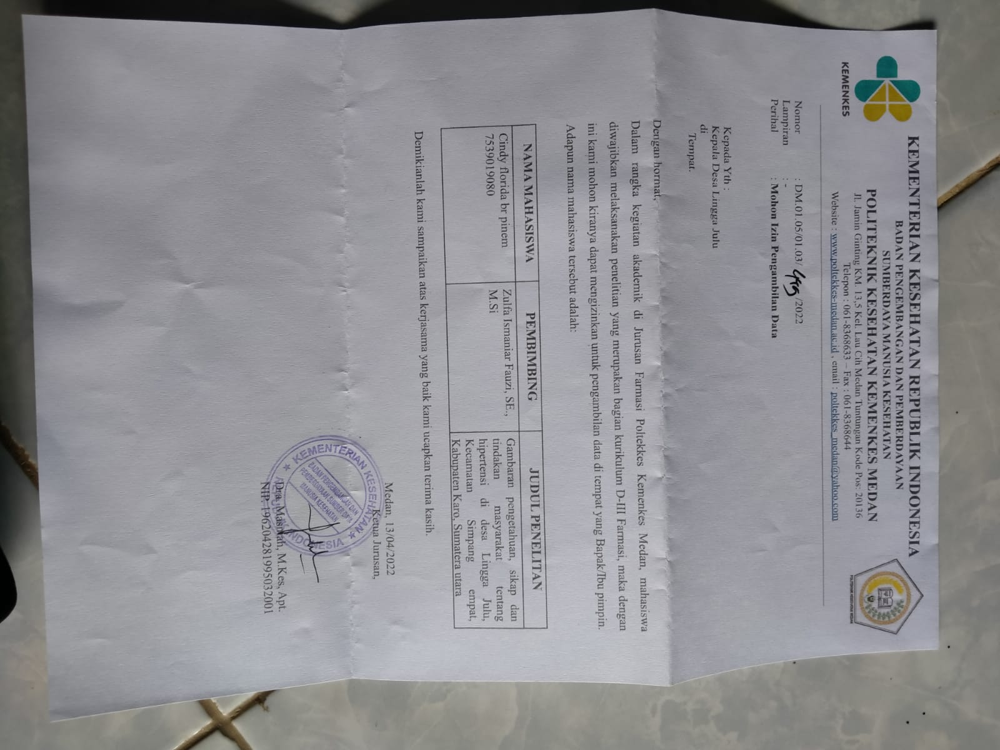 KEMENKES
KEMENTERIAN KESEHATAN REPUBLIK INDONESIA
BADAN PENGEMBANGAN DAN PEMBERDAYAAN
SUMBERDAYA MANUSIA KESEHATAN
POLITEKNIK KESEHATAN KEMENKES MEDAN
Jl. Jamin Ginting KM. 13,5 Kel. Lau Cih Medan Tuntungan Kode Pos: 20136
Telepon : 061-8368633 – Fax : 061-8368644
Website : www.poltekkes-medan.ac.id , email : poltekkes_medan@yahoo.com
Nomor : DM.01.05/01.03/ /2022
Lampiran : -
Perihal : Mohon Izin Pengambilan Data
Kepada Yth :
Kepala Desa Lingga Julu
di
Tempat.
Dengan hormat,
Dalam rangka kegiatan akademik di Jurusan Farmasi Poltekkes Kemenkes Medan, mahasiswa
diwajibkan melaksanakan penelitian yang merupakan bagian kurikulum D-III Farmasi, maka dengan
ini kami mohon kiranya dapat mengizinkan untuk pengambilan data di tempat yang Bapak/Ibu pimpin.
Adapun nama mahasiswa tersebut adalah:
NAMA MAHASISWA PEMBIMBING JUDUL PENELITAN
Cindy florida br pinem
7539019080
Zulfa Ismaniar Fauzi, SE.,
M.Si
Gambaran pengetahuan, sikap dan
tindakan masyarakat tentang
hipertensi di desa Lingga Julu,
Kecamatan Simpang empat,
Kabupaten Karo, Sumatera utara
Demikianlah kami sampaikan atas kerjasama yang baik kami ucapkan terima kasih.
Medan, 13/04/2022
Ketua Jurusan,
KEMENTERIAN KESEHATAN
BADAN PENGEMBANGAN DAN
PEMBERDAYAAN SUMBER DAYA
MANUSIA KESEHATAN
INDONESIA
Dra. Masniah, M.Kes, Apt.
NIP. 196204281995032001